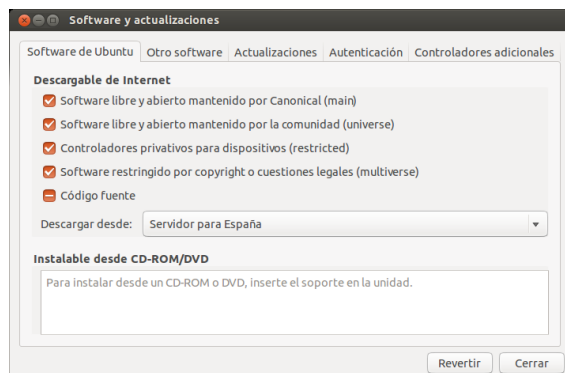 Software y actualizaciones
Software de Ubuntu Otro software Actualizaciones Autenticación Controladores adicionales
Descargable de Internet
Software libre y abierto mantenido por Canonical (main)
Software libre y abierto mantenido por la comunidad (universe)
Controladores privativos para dispositivos (restricted)
Software restringido por copyright o cuestiones legales (multiverse)
Código fuente
Descargar desde: Servidor para España
Instalable desde CD-ROM/DVD
Para instalar desde un CD-ROM o DVD, inserte el soporte en la unidad.
Revertir Cerrar